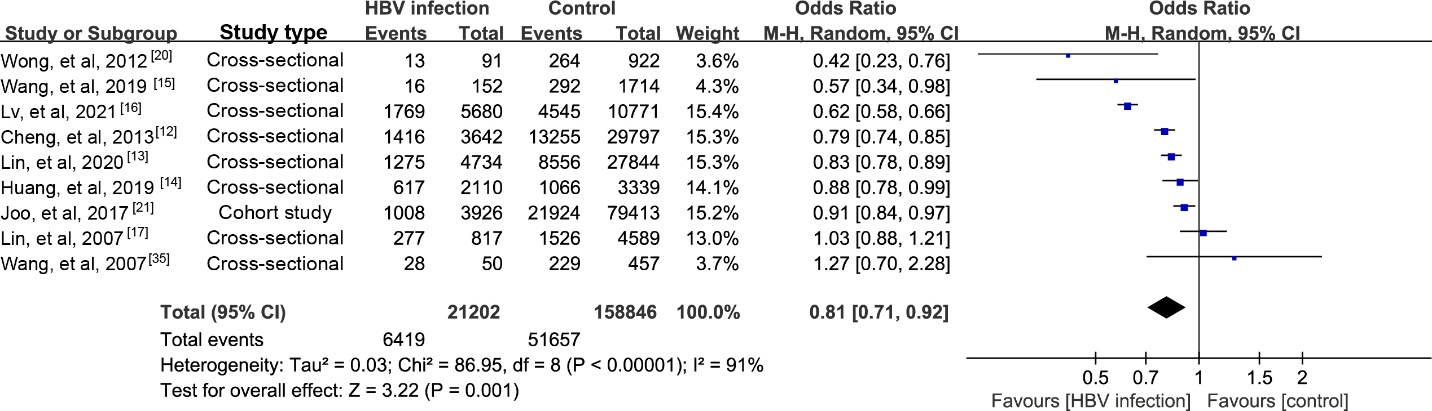 HBV infection Control Odds Ratio Odds Ratio
Study or Subgroup Study type Events Total Events Total Weight M-H, Random, 95% CI M-H, Random, 95% CI
Wong, et al, 2012 [20] Cross-sectional 13 91 264 922 3.6% 0.42 [0.23, 0.76]
Wang, et al, 2019 [15] Cross-sectional 16 152 292 1714 4.3% 0.57 [0.34, 0.98]
Lv, et al, 2021 [16] Cross-sectional 1769 5680 4545 10771 15.4% 0.62 [0.58, 0.66]
Cheng, et al, 2013 [12] Cross-sectional 1416 3642 13255 29797 15.3% 0.79 [0.74, 0.85]
Lin, et al, 2020 [13] Cross-sectional 1275 4734 8556 27844 15.3% 0.83 [0.78, 0.89]
Huang, et al, 2019 [14] Cross-sectional 617 2110 1066 3339 14.1% 0.88 [0.78, 0.99]
Joo, et al, 2017 [21] Cohort study 1008 3926 21924 79413 15.2% 0.91 [0.84, 0.97]
Lin, et al, 2007 [17] Cross-sectional 277 817 1526 4589 13.0% 1.03 [0.88, 1.21]
Wang, et al, 2007 [35] Cross-sectional 28 50 229 457 3.7% 1.27 [0.70, 2.28]
Total (95% CI) 21202 158846 100.0% 0.81 [0.71, 0.92]
Total events 6419 51657
Heterogeneity: Tau² = 0.03; Chi² = 86.95, df = 8 (P < 0.00001); I² = 91%
Test for overall effect: Z = 3.22 (P = 0.001)
0.5 0.7 1 1.5 2
Favours [HBV infection] Favours [control]